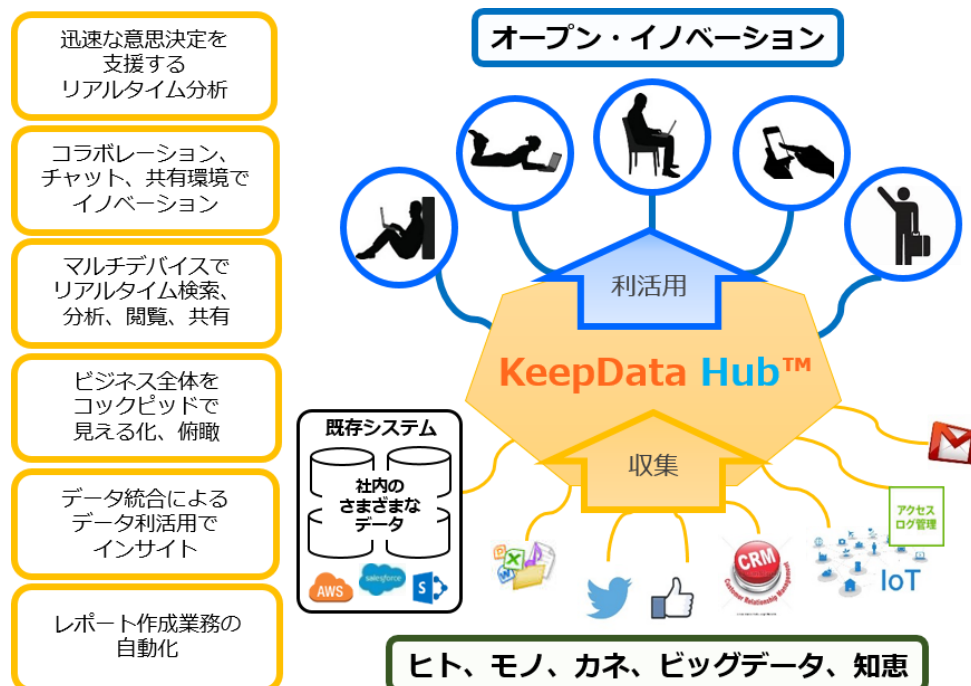 迅速な意思決定を
支援する
リアルタイム分析
コラボレーション、
チャット、共有環境で
イノベーション
マルチデバイスで
リアルタイム検索、
分析、閲覧、共有
ビジネス全体を
コックピッドで
見える化、俯瞰
データ統合による
データ利活用で
インサイト
レポート作成業務の
自動化
オープン・イノベーション
利活用
KeepData Hub™
収集
既存システム
社内の
さまざまな
データ
AWS
salesforce
S
P
X
W
CRM
Customer Relationship Management
アクセス
ログ管理
IoT
ヒト、モノ、カネ、ビッグデータ、知恵